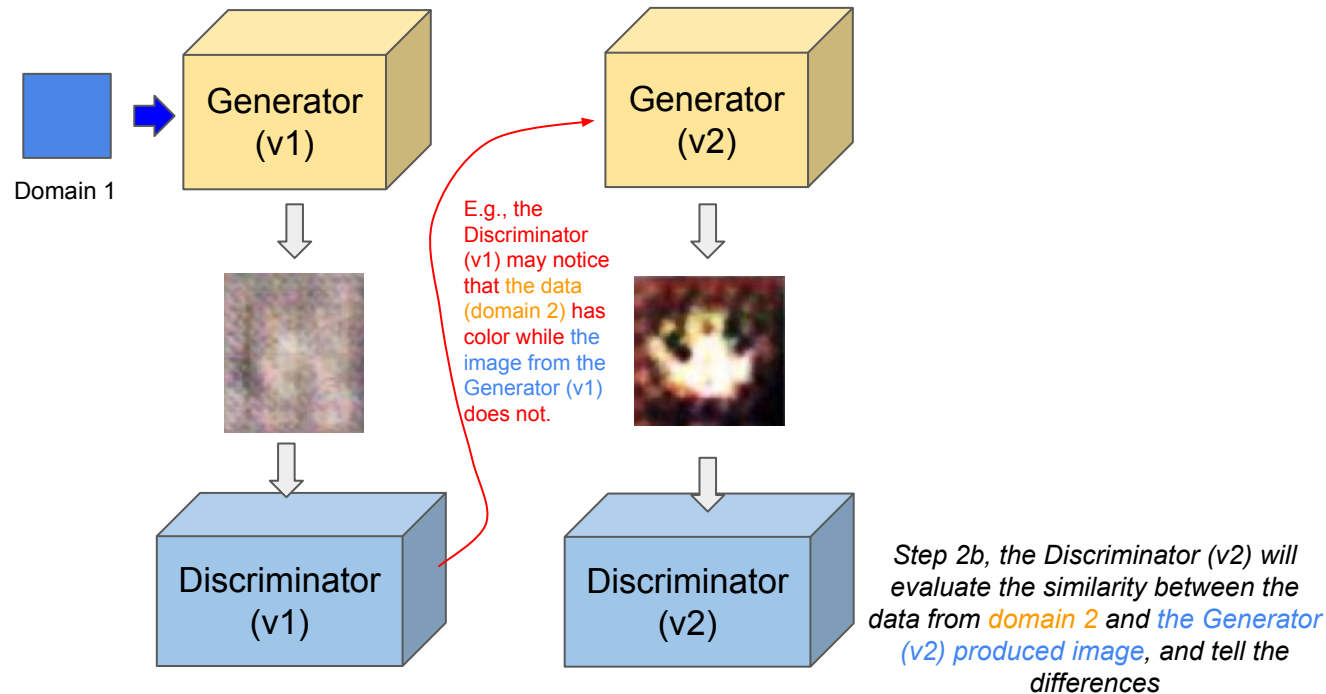 Generator
(v1)
Generator
(v2)
Domain 1
E.g., the
Discriminator
(v1) may notice
that the data
(domain 2) has
color while the
image from the
Generator (v1)
does not.
Discriminator
(v1)
Discriminator
(v2)
Step 2b, the Discriminator (v2) will
evaluate the similarity between the
data from domain 2 and the Generator
(v2) produced image, and tell the
differences